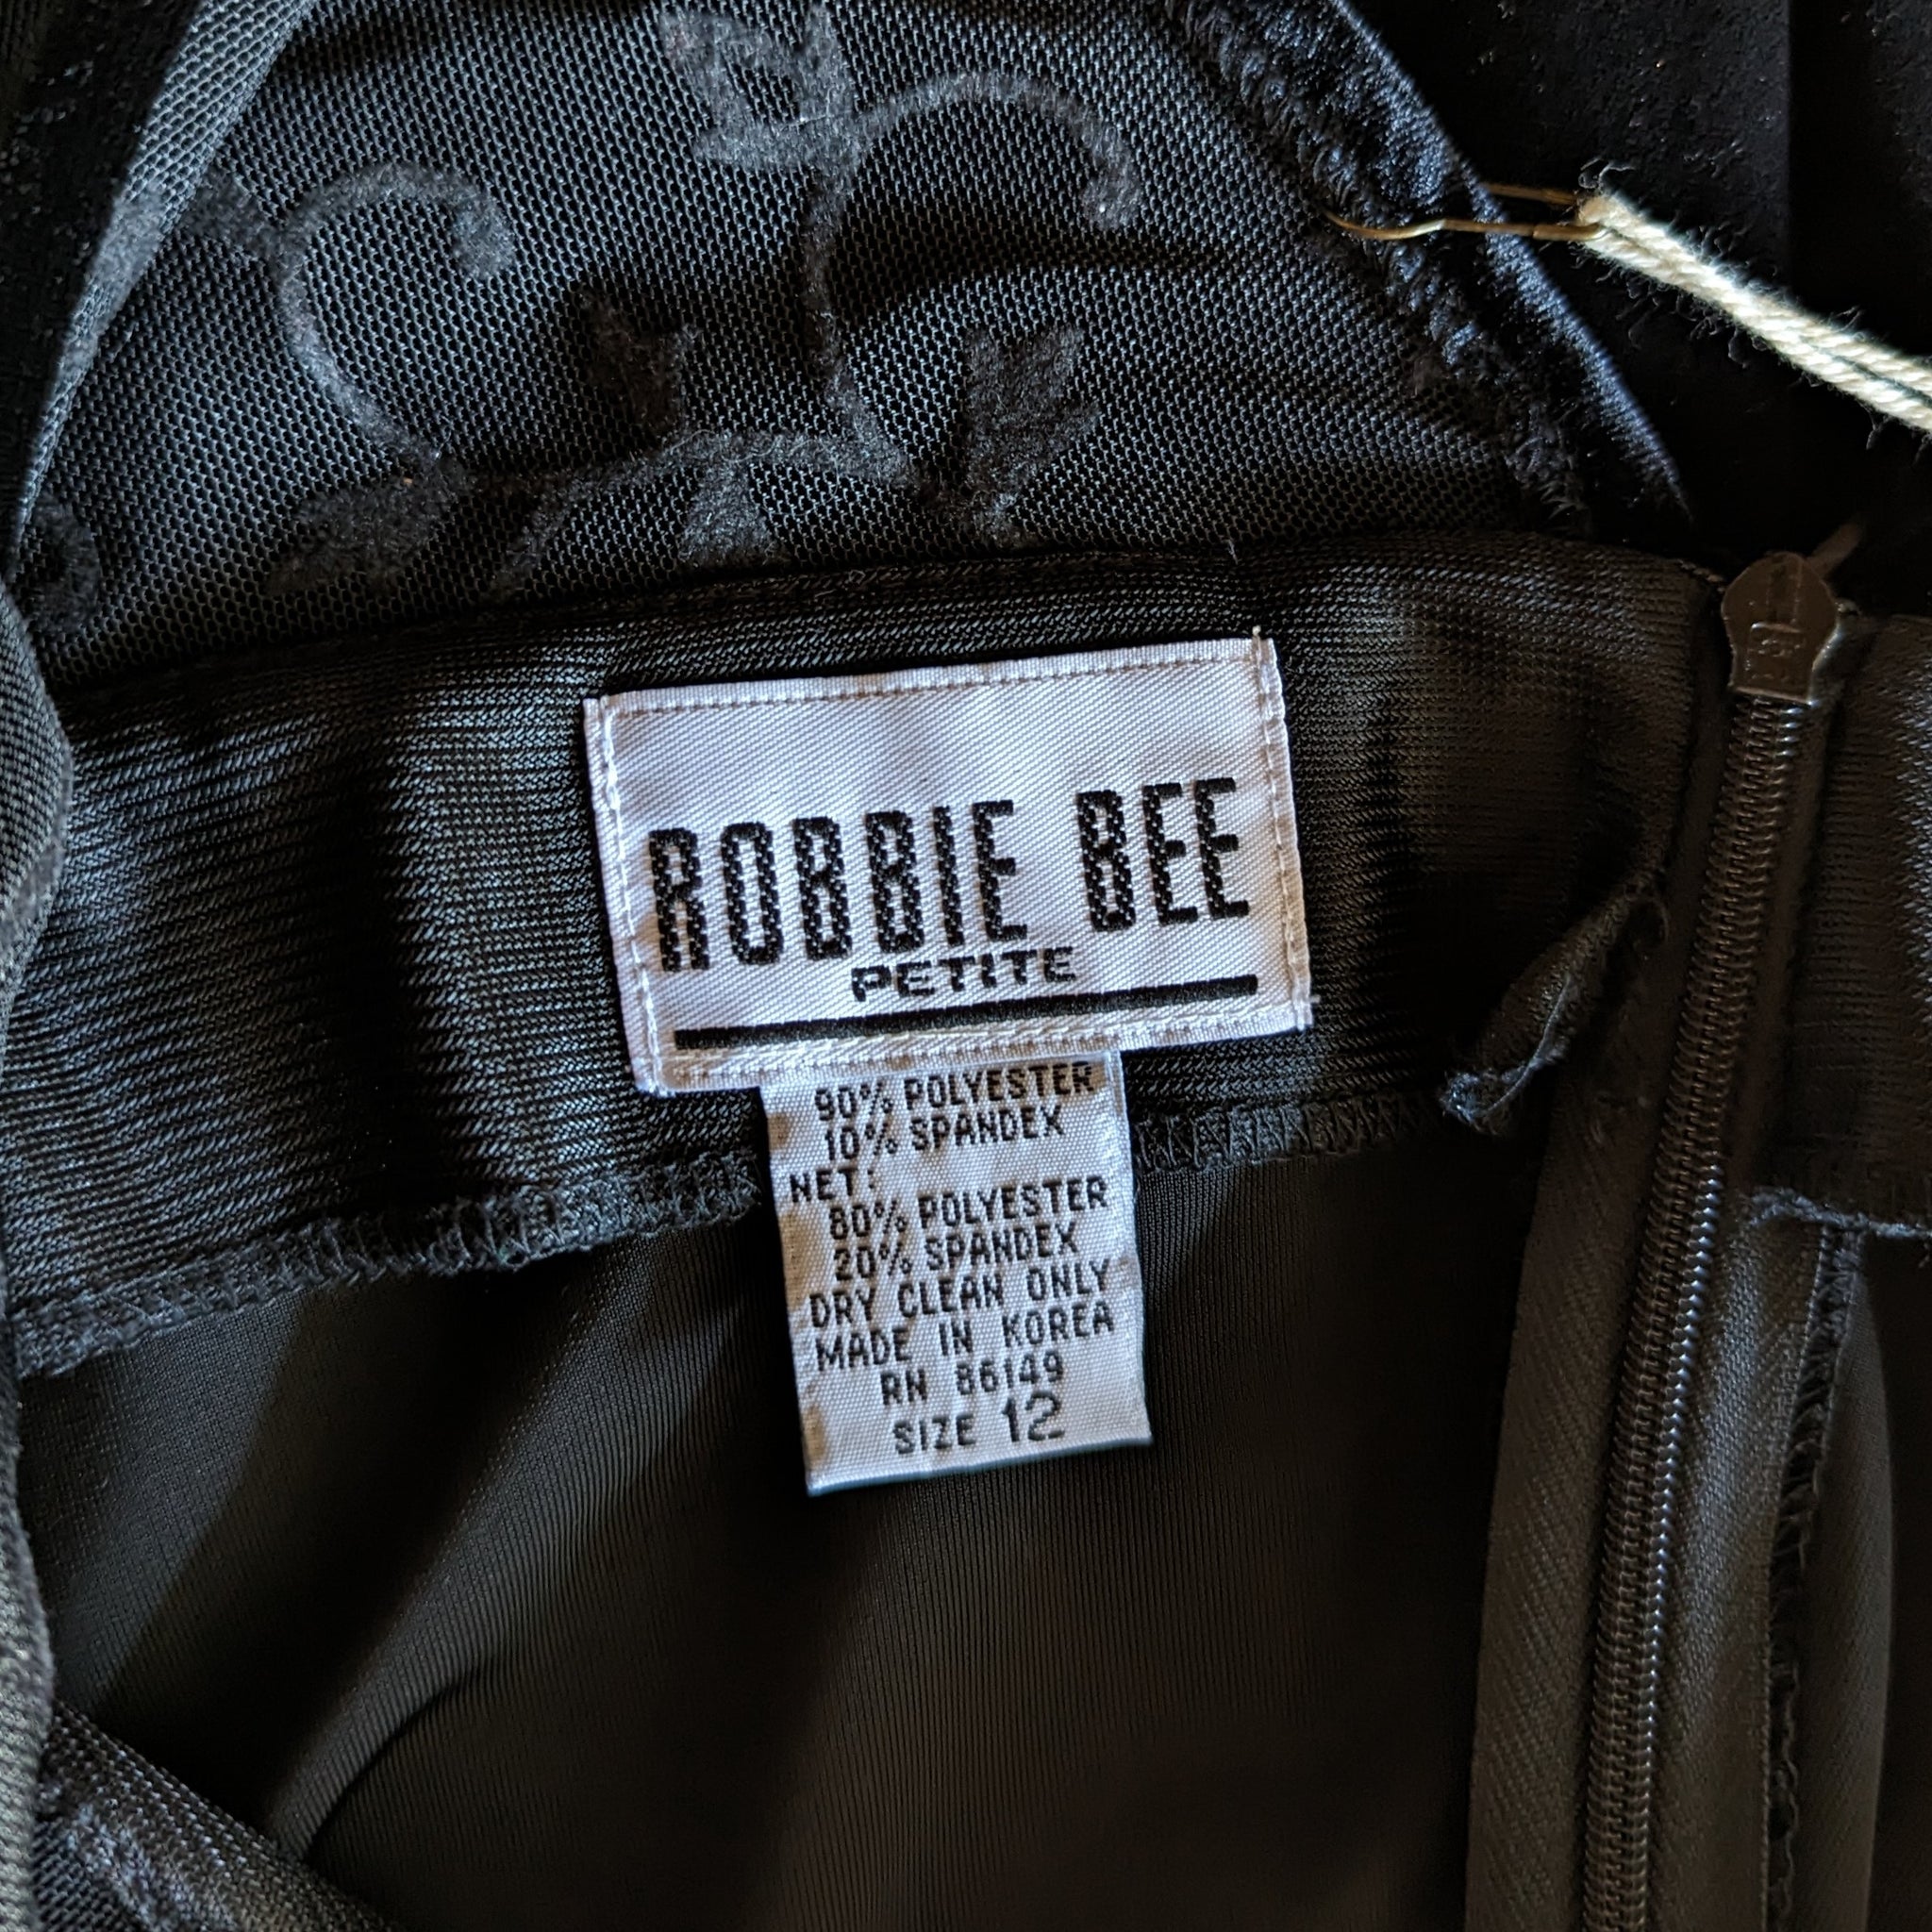 ROBBIE BEE
PETITE
90% POLYESTER
10% SPANDEX
NET:
80% POLYESTER
20% SPANDEX
DRY CLEAN ONLY
MADE IN KOREA
RN 86149
SIZE 12